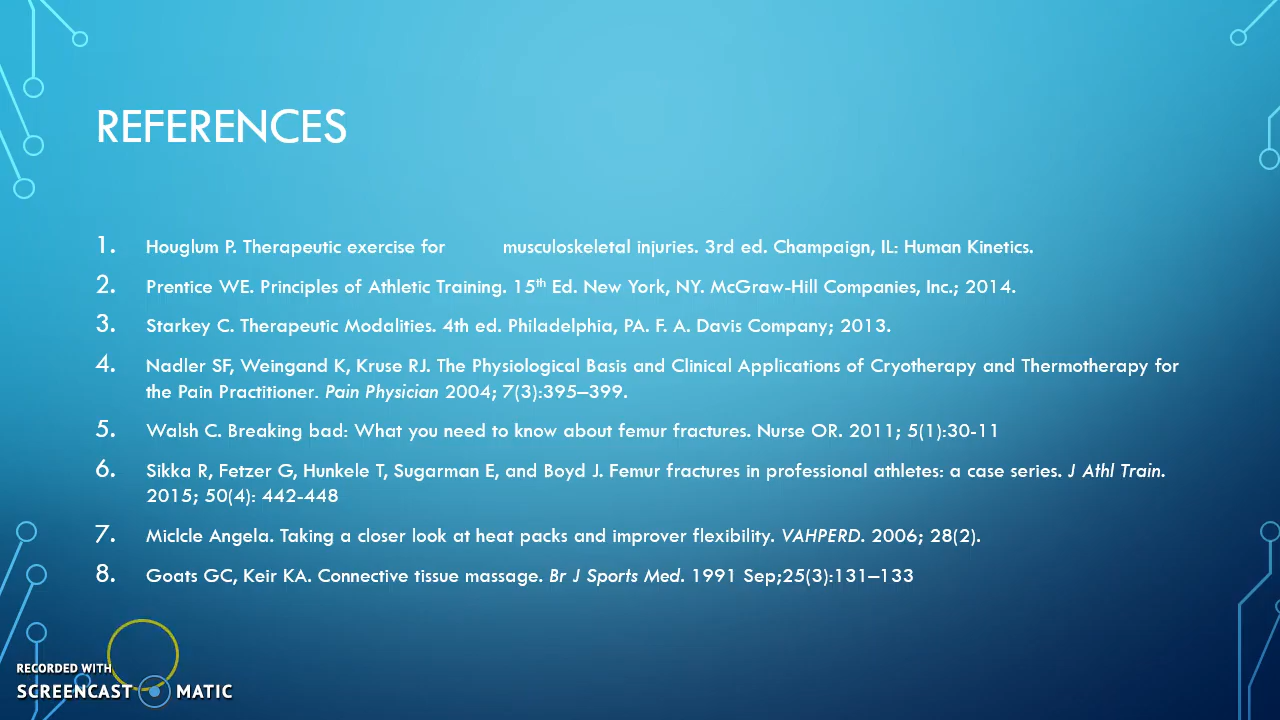 REFERENCES
1. Houglum P. Therapeutic exercise for musculoskeletal injuries. 3rd ed. Champaign, IL: Human Kinetics.
2. Prentice WE. Principles of Athletic Training. 15th Ed. New York, NY. McGraw-Hill Companies, Inc.; 2014.
3. Starkey C. Therapeutic Modalities. 4th ed. Philadelphia, PA. F. A. Davis Company; 2013.
4. Nadler SF, Weingand K, Kruse RJ. The Physiological Basis and Clinical Applications of Cryotherapy and Thermotherapy for
the Pain Practitioner. Pain Physician 2004; 7(3):395–399.
5. Walsh C. Breaking bad: What you need to know about femur fractures. Nurse OR. 2011; 5(1):30-11
6. Sikka R, Fetzer G, Hunkele T, Sugarman E, and Boyd J. Femur fractures in professional athletes: a case series. J Athl Train.
2015; 50(4): 442-448
7. Miclcle Angela. Taking a closer look at heat packs and improver flexibility. VAHPERD. 2006; 28(2).
8. Goats GC, Keir KA. Connective tissue massage. Br J Sports Med. 1991 Sep;25(3):131–133
RECORDED WITH
SCREENCAST MATIC